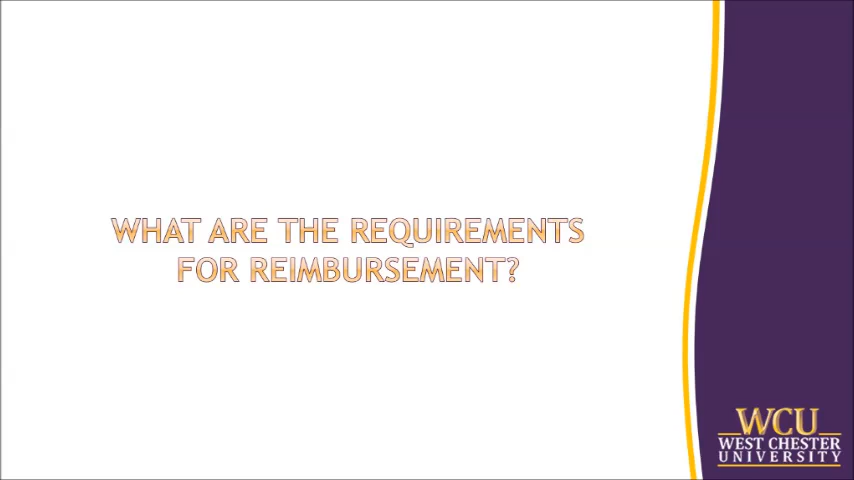 WHAT ARE THE REQUIREMENTS
FOR REIMBURSEMENT?
WCU
WEST CHESTER
UNIVERSITY